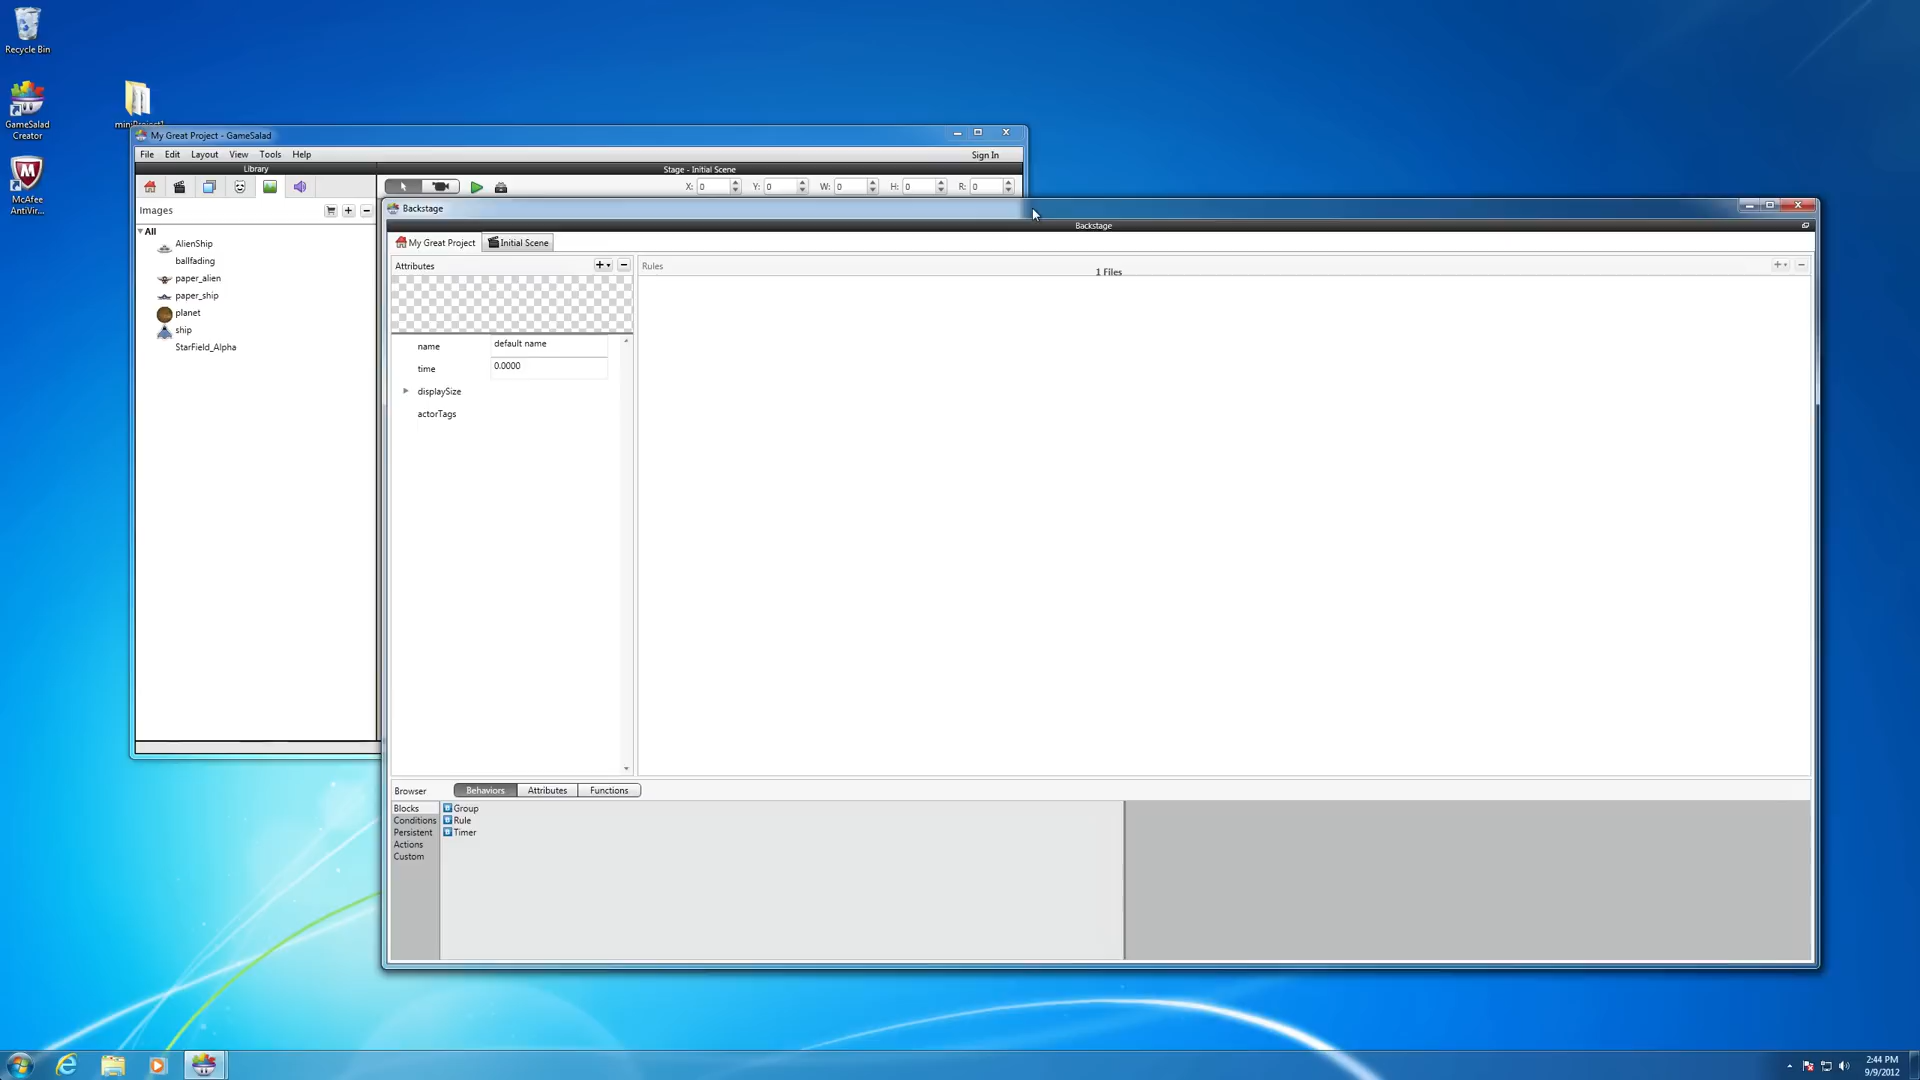 Recycle Bin
GameSalad
Creator
McAfee
AntiVir...
My Great Project - GameSalad
File Edit Layout View Tools Help
Sign In
Library
Stage - Initial Scene
X: 0 Y: 0 W: 0 H: 0 R: 0
Images
All
AlienShip
ballfading
paper_alien
paper_ship
planet
ship
StarField_Alpha
Backstage
Backstage
My Great Project Initial Scene
Attributes
Rules
1 Files
name default name
time 0.0000
displaySize
actorTags
Browser Behaviors Attributes Functions
Blocks
Conditions
Persistent
Actions
Custom
Group
Rule
Timer
2:44 PM
9/9/2012